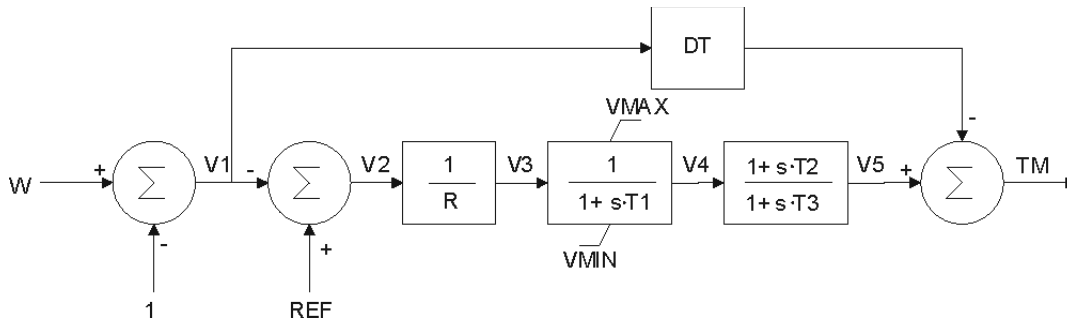 DT
VMAX
-
+ V1 - V2 1 V3 1 V4 1+ s·T2 V5 + TM
W Σ Σ R 1+ s·T1 1+ s·T3 Σ
- + VMIN
1 REF